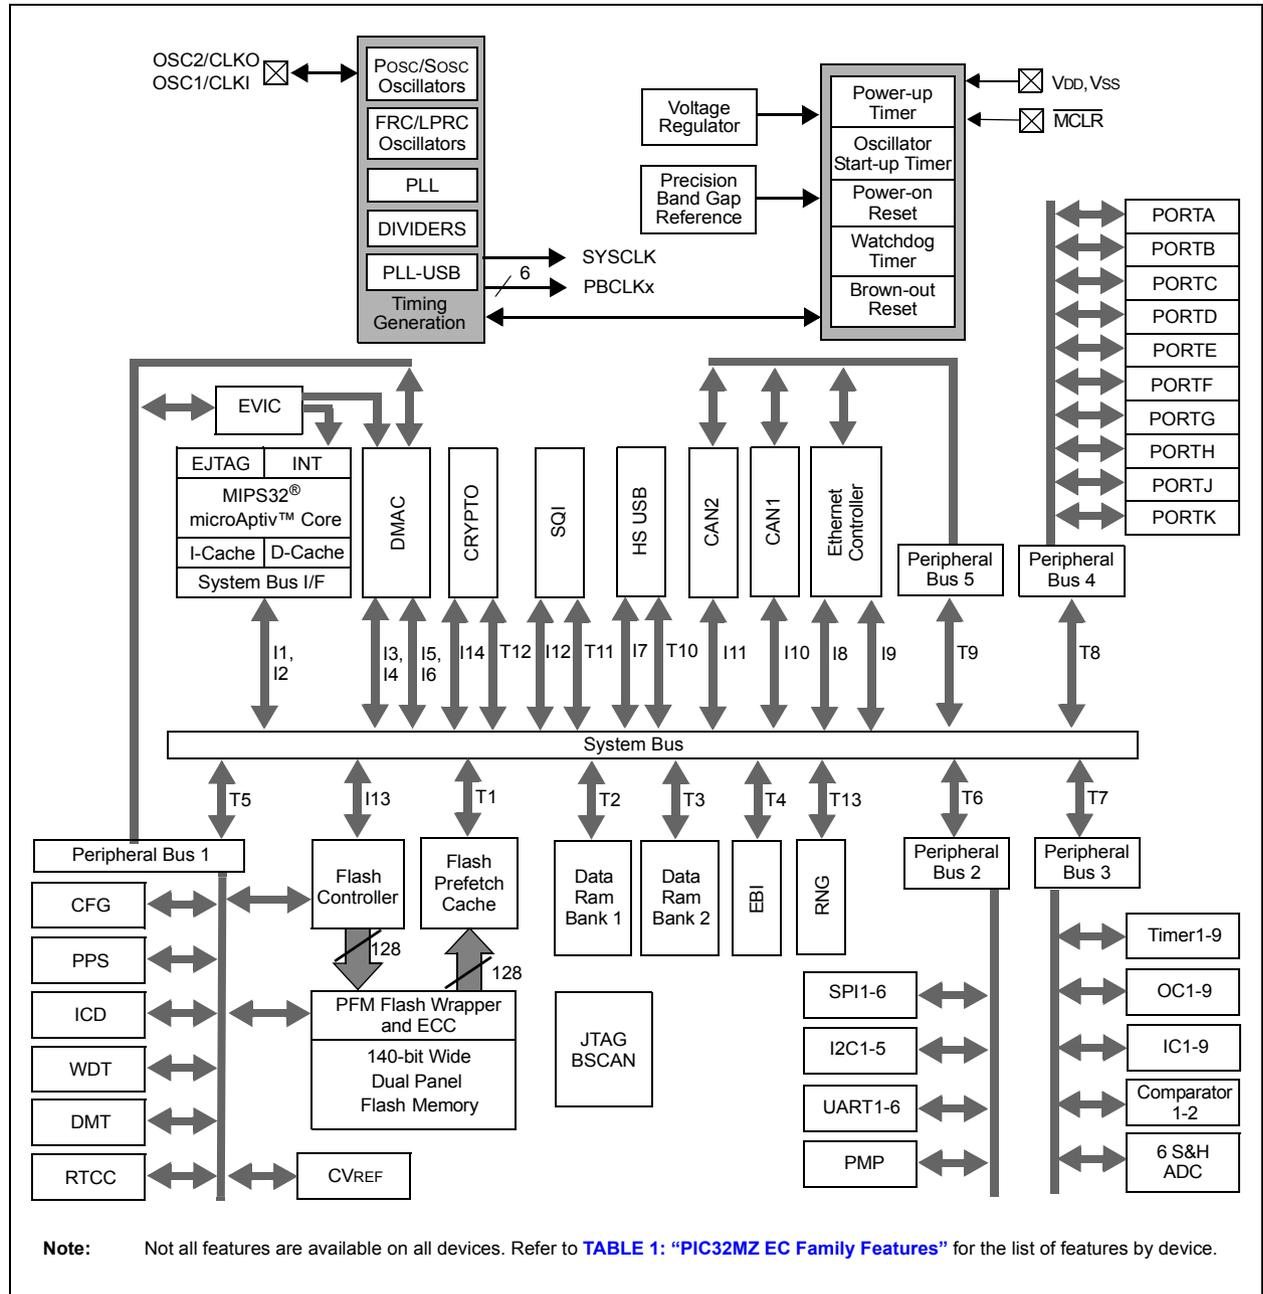 OSC2/CLKO
OSC1/CLKI
POSC/SOSC
Oscillators
FRC/LPRC
Oscillators
PLL
DIVIDERS
PLL-USB
Timing
Generation
SYSCLK
6
PBCLKx
Voltage
Regulator
Precision
Band Gap
Reference
Power-up
Timer
Oscillator
Start-up Timer
Power-on
Reset
Watchdog
Timer
Brown-out
Reset
VDD, VSS
MCLR
PORTA
PORTB
PORTC
PORTD
PORTE
PORTF
PORTG
PORTH
PORTJ
PORTK
EVIC
EJTAG
INT
MIPS32®
microAptiv™ Core
I-Cache
D-Cache
System Bus I/F
DMAC
CRYPTO
SQI
HS USB
CAN2
CAN1
Ethernet
Controller
Peripheral
Bus 5
Peripheral
Bus 4
I1,
I2
I3,
I4
I5,
I6
I14
T12
I12
T11
I7
T10
I11
I10
I8
I9
T9
T8
System Bus
T5
I13
T1
T2
T3
T4
T13
T6
T7
Peripheral Bus 1
Flash
Controller
Flash
Prefetch
Cache
Data
Ram
Bank 1
Data
Ram
Bank 2
EBI
RNG
Peripheral
Bus 2
Peripheral
Bus 3
CFG
PPS
ICD
WDT
DMT
RTCC
128
128
PFM Flash Wrapper
and ECC
140-bit Wide
Dual Panel
Flash Memory
CVREF
JTAG
BSCAN
SPI1-6
I2C1-5
UART1-6
PMP
Timer1-9
OC1-9
IC1-9
Comparator
1-2
6 S&H
ADC
Note: Not all features are available on all devices. Refer to TABLE 1: “PIC32MZ EC Family Features” for the list of features by device.